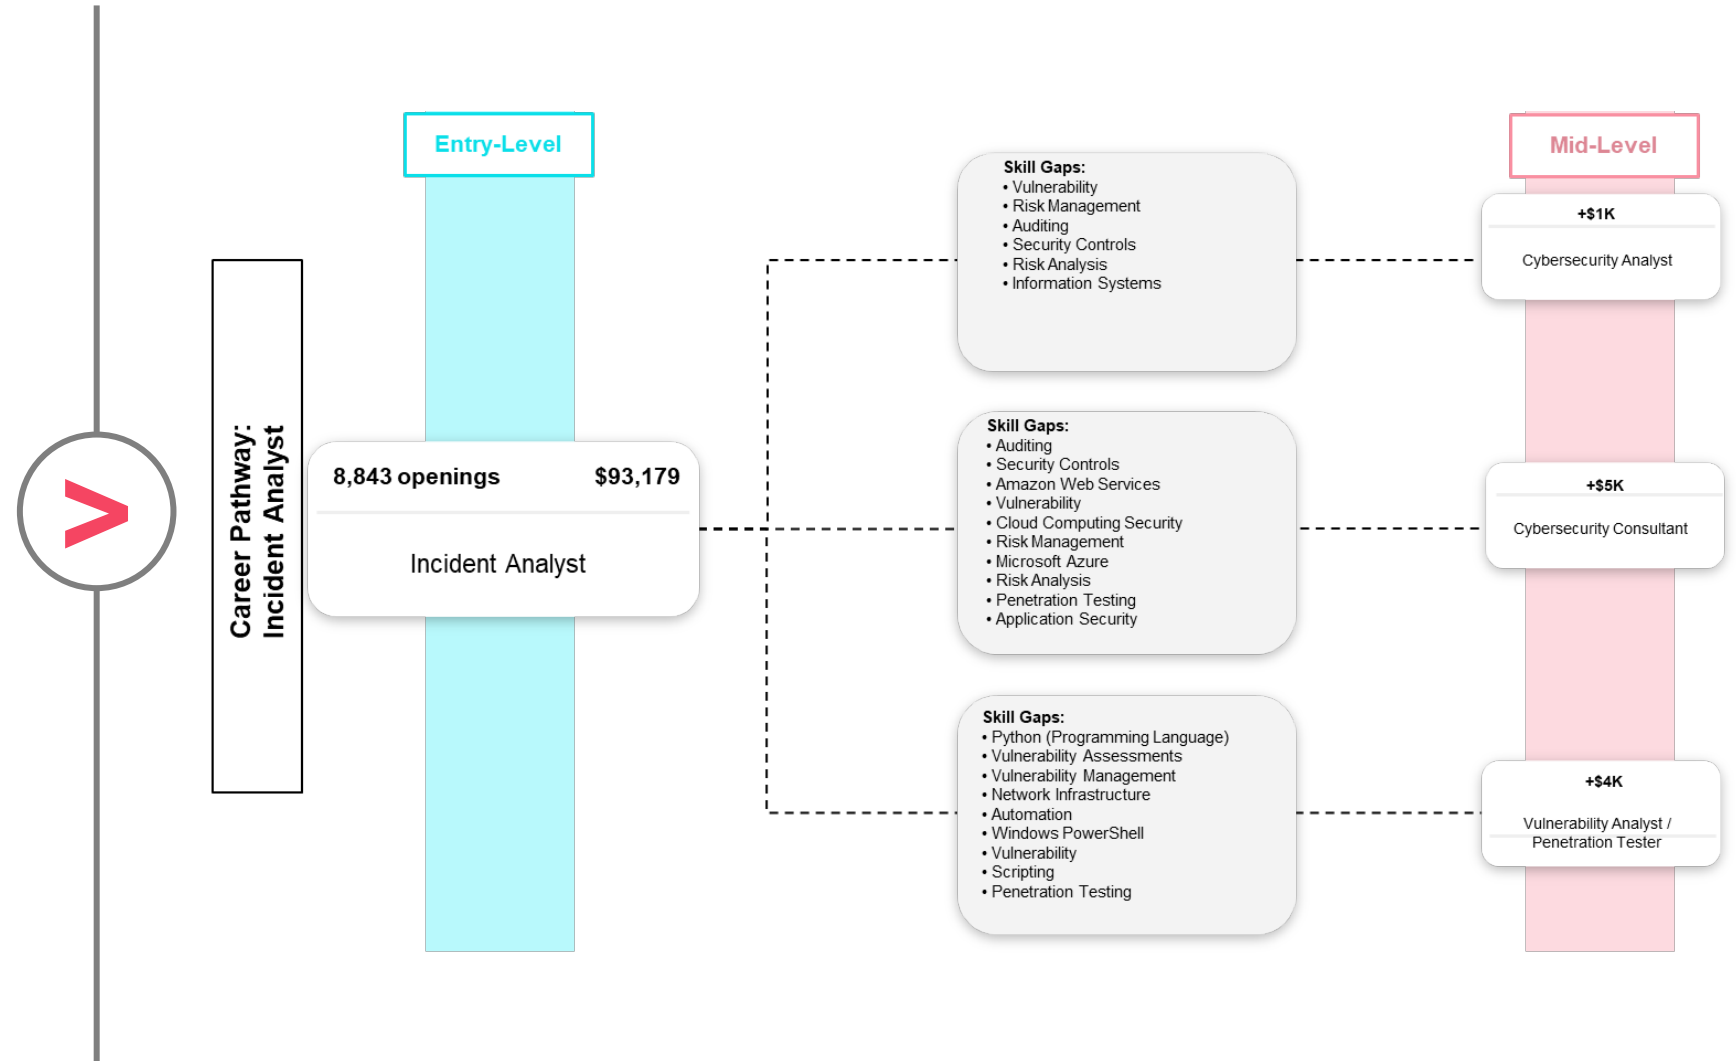 >
Career Pathway:
Incident Analyst
Entry-Level
8,843 openings
$93,179
Incident Analyst
Skill Gaps:
• Vulnerability
• Risk Management
• Auditing
• Security Controls
• Risk Analysis
• Information Systems
Skill Gaps:
• Auditing
• Security Controls
• Amazon Web Services
• Vulnerability
• Cloud Computing Security
• Risk Management
• Microsoft Azure
• Risk Analysis
• Penetration Testing
• Application Security
Skill Gaps:
• Python (Programming Language)
• Vulnerability Assessments
• Vulnerability Management
• Network Infrastructure
• Automation
• Windows PowerShell
• Vulnerability
• Scripting
• Penetration Testing
Mid-Level
+$1K
Cybersecurity Analyst
+$5K
Cybersecurity Consultant
+$4K
Vulnerability Analyst /
Penetration Tester